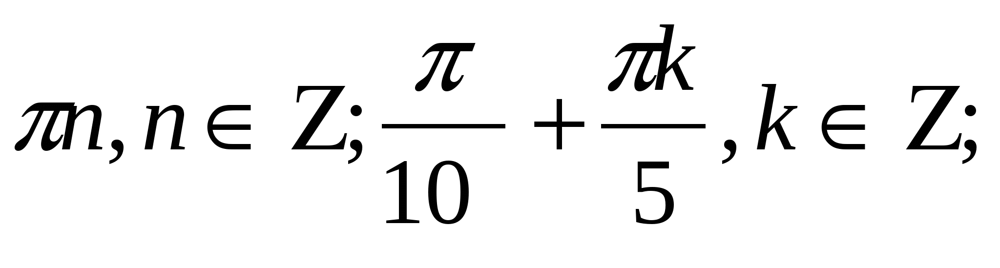 πn, n ∈ Z; π/10 + πk/5, k ∈ Z;